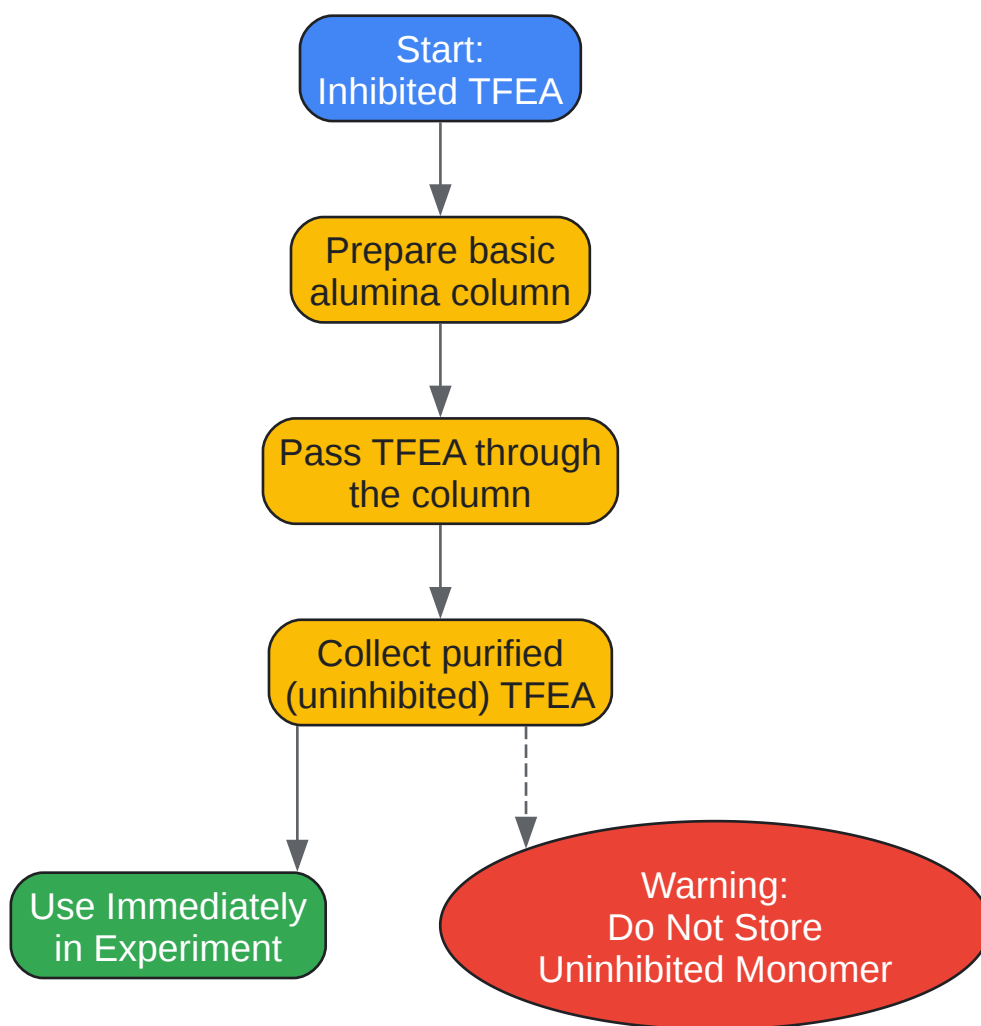 Start:
Inhibited TFEA
Prepare basic
alumina column
Pass TFEA through
the column
Collect purified
(uninhibited) TFEA
Use Immediately
in Experiment
Warning:
Do Not Store
Uninhibited Monomer